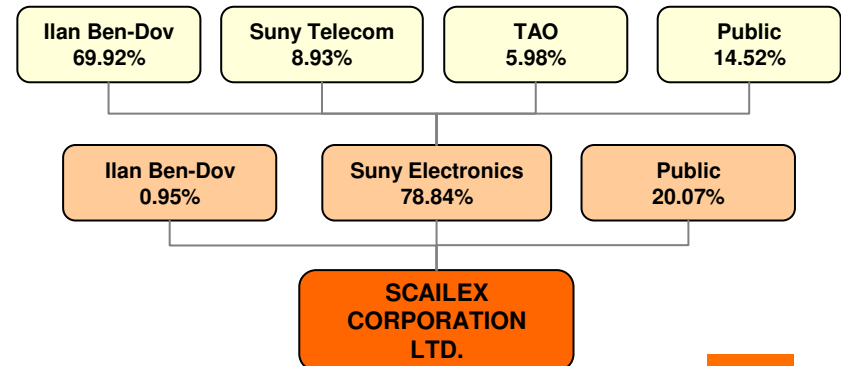 Ilan Ben-Dov
69.92%
Suny Telecom
8.93%
TAO
5.98%
Public
14.52%
Ilan Ben-Dov
0.95%
Suny Electronics
78.84%
Public
20.07%
SCAILEX
CORPORATION
LTD.